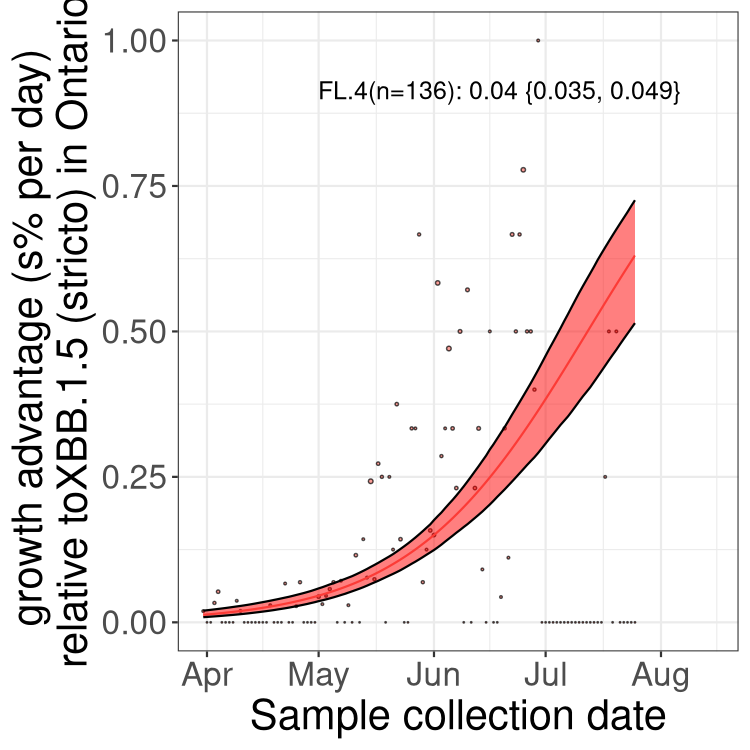 growth advantage (s% per day)
relative toXBB.1.5 (stricto) in Ontario
1.00
FL.4(n=136): 0.04 {0.035, 0.049}
0.75
0.50
0.25
0.00
Apr May Jun Jul Aug
Sample collection date